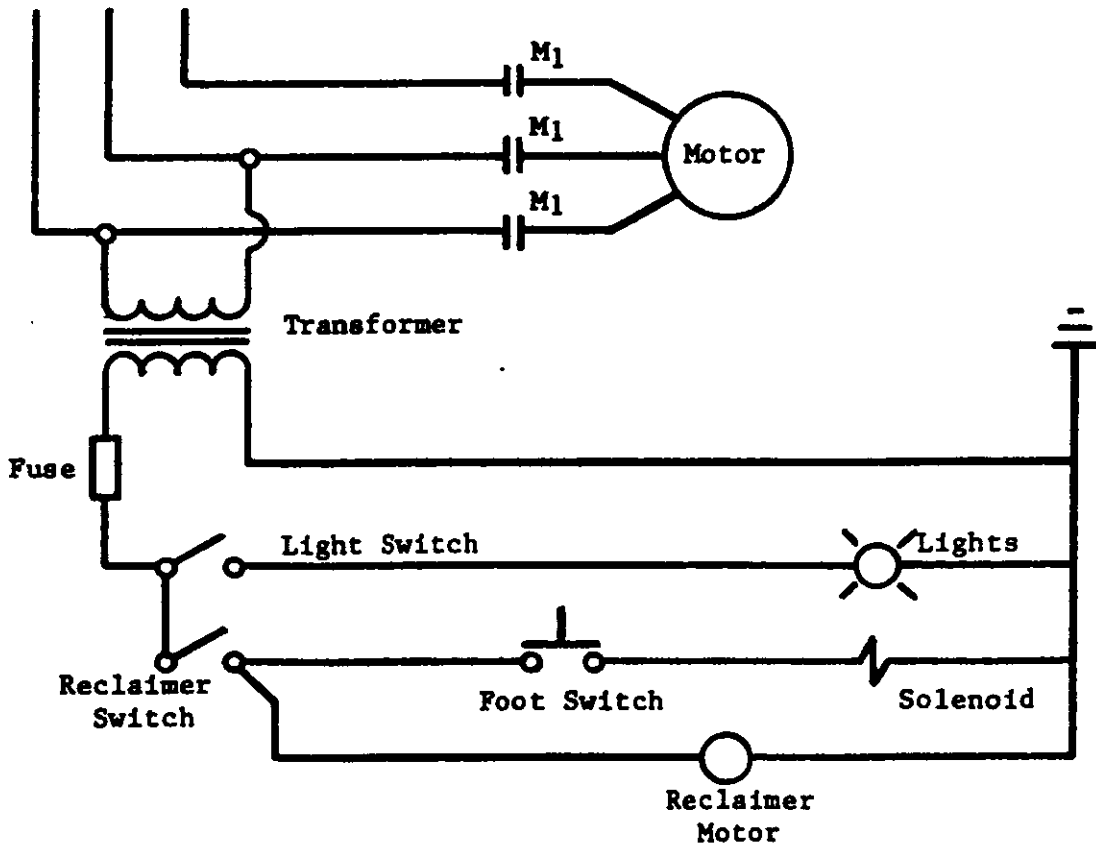 M1
M1
Motor
M1
Transformer
Fuse
Light Switch
Lights
Reclaimer
Switch
Foot Switch
Solenoid
Reclaimer
Motor